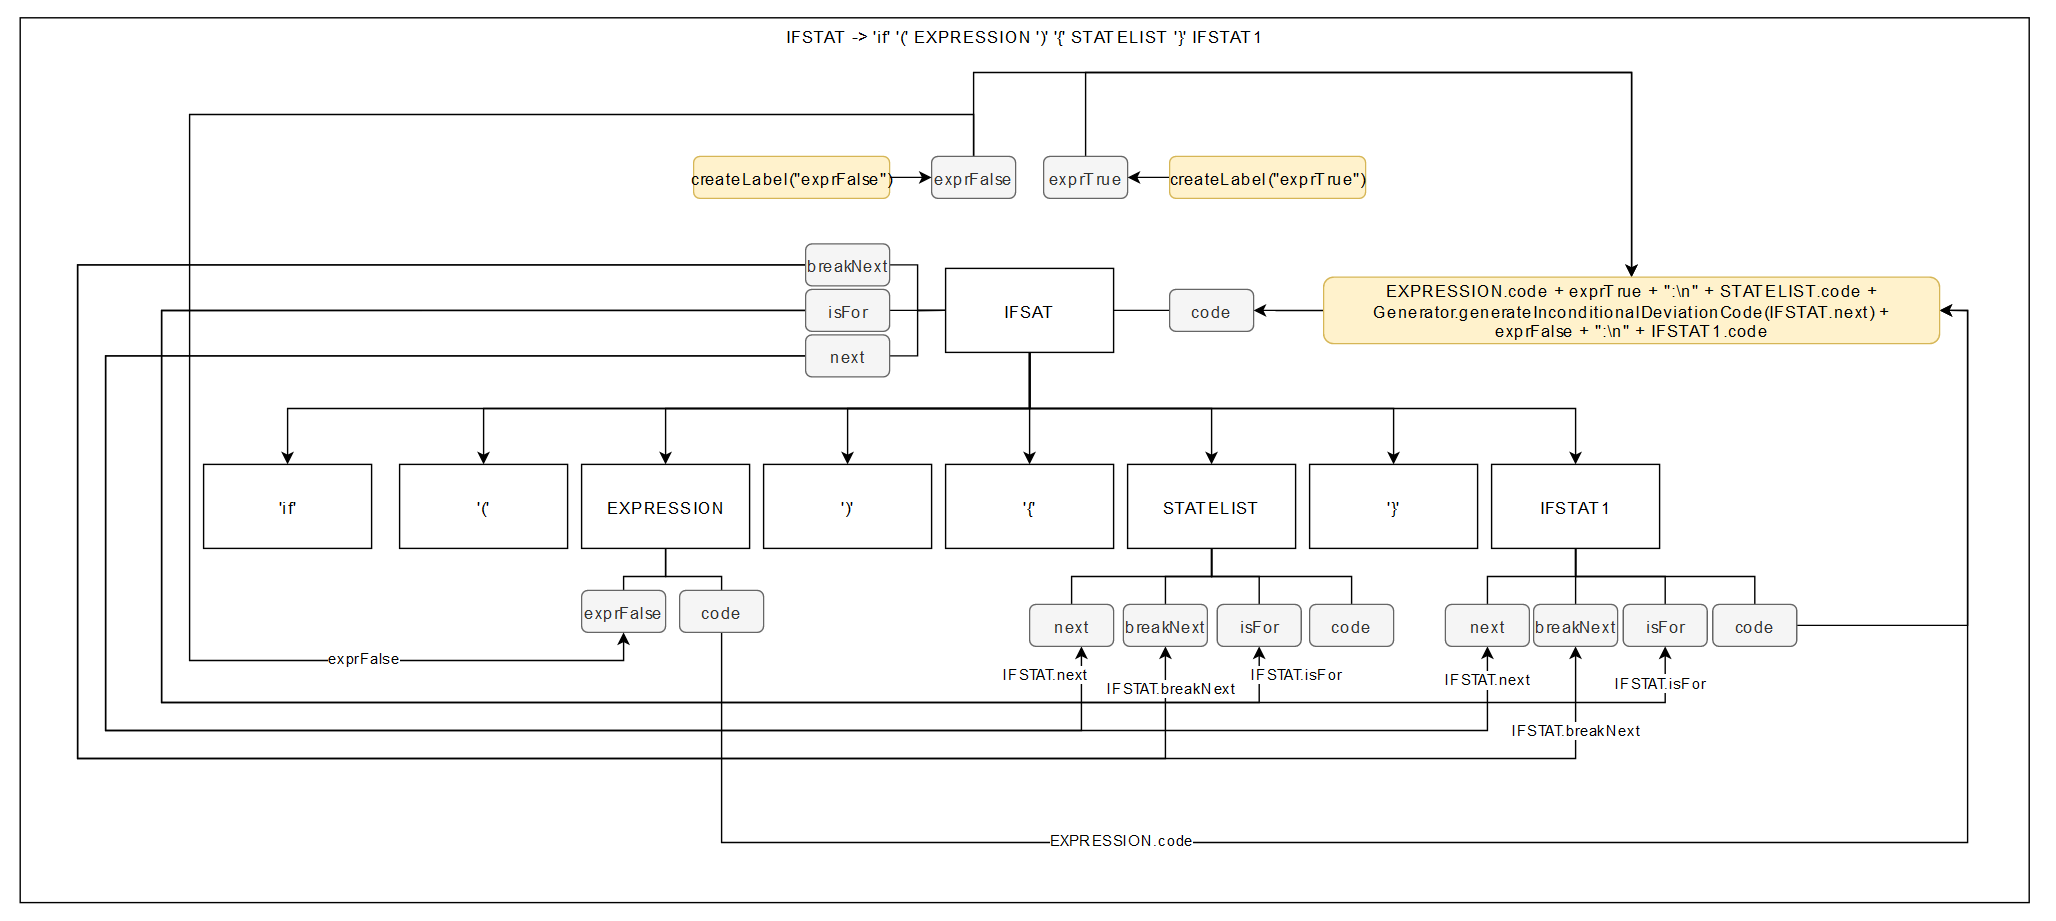 IFSTAT -> 'if' '(' EXPRESSION ')' '{' STATELIST '}' IFSTAT1
createLabel("exprFalse")
exprFalse
exprTrue
createLabel("exprTrue")
breakNext
isFor
next
IFSAT
code
EXPRESSION.code + exprTrue + ":\n" + STATELIST.code +
Generator.generateInconditionalDeviationCode(IFSTAT.next) +
exprFalse + ":\n" + IFSTAT1.code
'if'
'('
EXPRESSION
')'
'{'
STATELIST
'}'
IFSTAT1
exprFalse
code
next
breakNext
isFor
code
next
breakNext
isFor
code
exprFalse
IFSTAT.next
IFSTAT.breakNext
IFSTAT.isFor
IFSTAT.next
IFSTAT.isFor
IFSTAT.breakNext
EXPRESSION.code